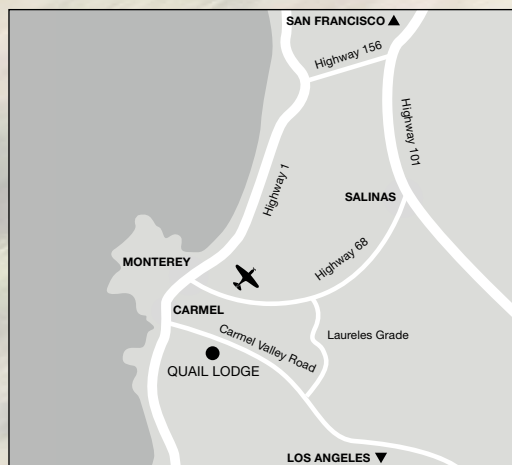 SAN FRANCISCO ▲
Highway 156
Highway 101
Highway 1
SALINAS
MONTEREY
Highway 68
CARMEL
Carmel Valley Road
Laureles Grade
QUAIL LODGE
LOS ANGELES ▼